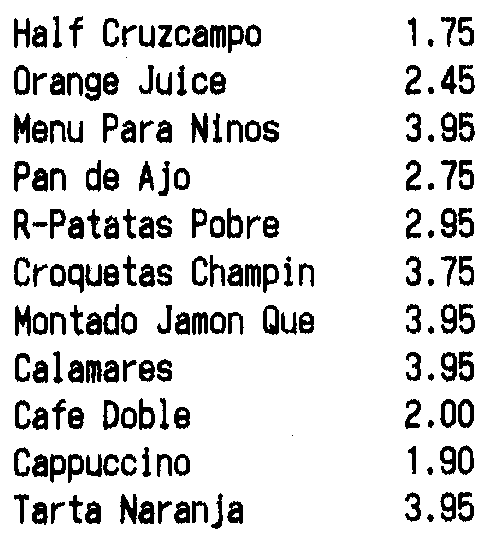 Half Cruzcampo 1.75
Orange Juice 2.45
Menu Para Ninos 3.95
Pan de Ajo 2.75
R-Patatas Pobre 2.95
Croquetas Champin 3.75
Montado Jamon Que 3.95
Calamares 3.95
Cafe Doble 2.00
Cappuccino 1.90
Tarta Naranja 3.95